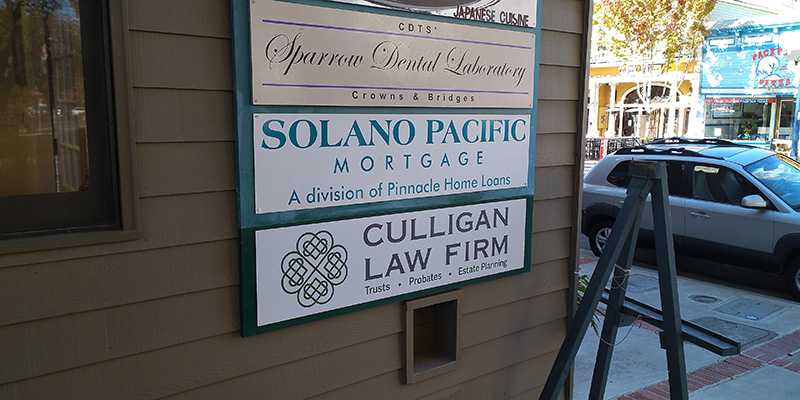 JAPANESE CUISINE
CDTS'
Sparrow Dental Laboratory
Crowns & Bridges
SOLANO PACIFIC
MORTGAGE
A division of Pinnacle Home Loans
CULLIGAN
LAW FIRM
Trusts • Probates • Estate Planning